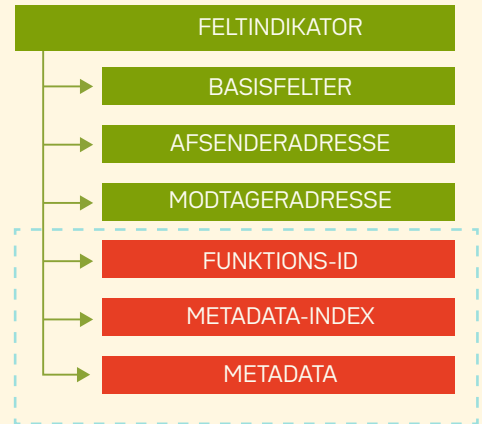 FELTINDIKATOR
BASISFELTER
AFSENDERADRESSE
MODTAGERADRESSE
FUNKTIONS-ID
METADATA-INDEX
METADATA